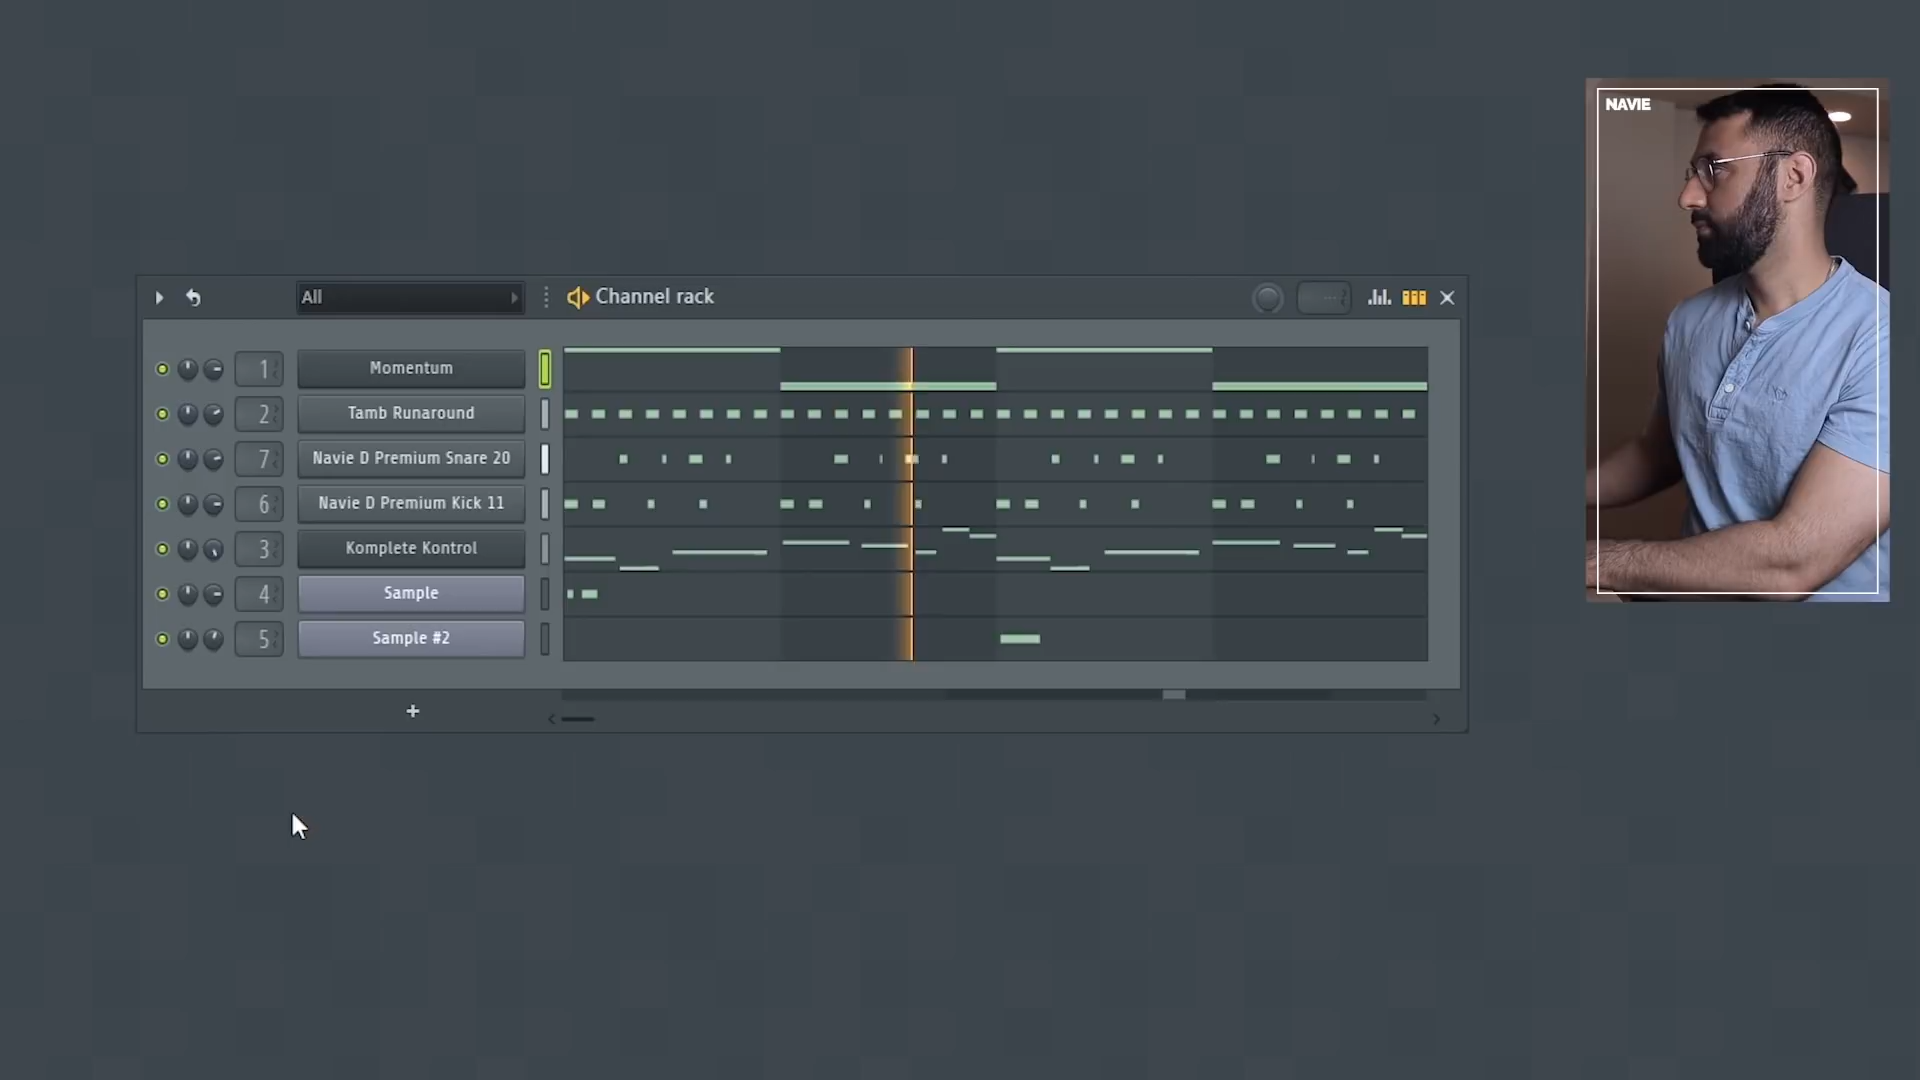 NAVIE
All
Channel rack
1 Momentum
2 Tamb Runaround
7 Navie D Premium Snare 20
6 Navie D Premium Kick 11
3 Komplete Kontrol
4 Sample
5 Sample #2
+